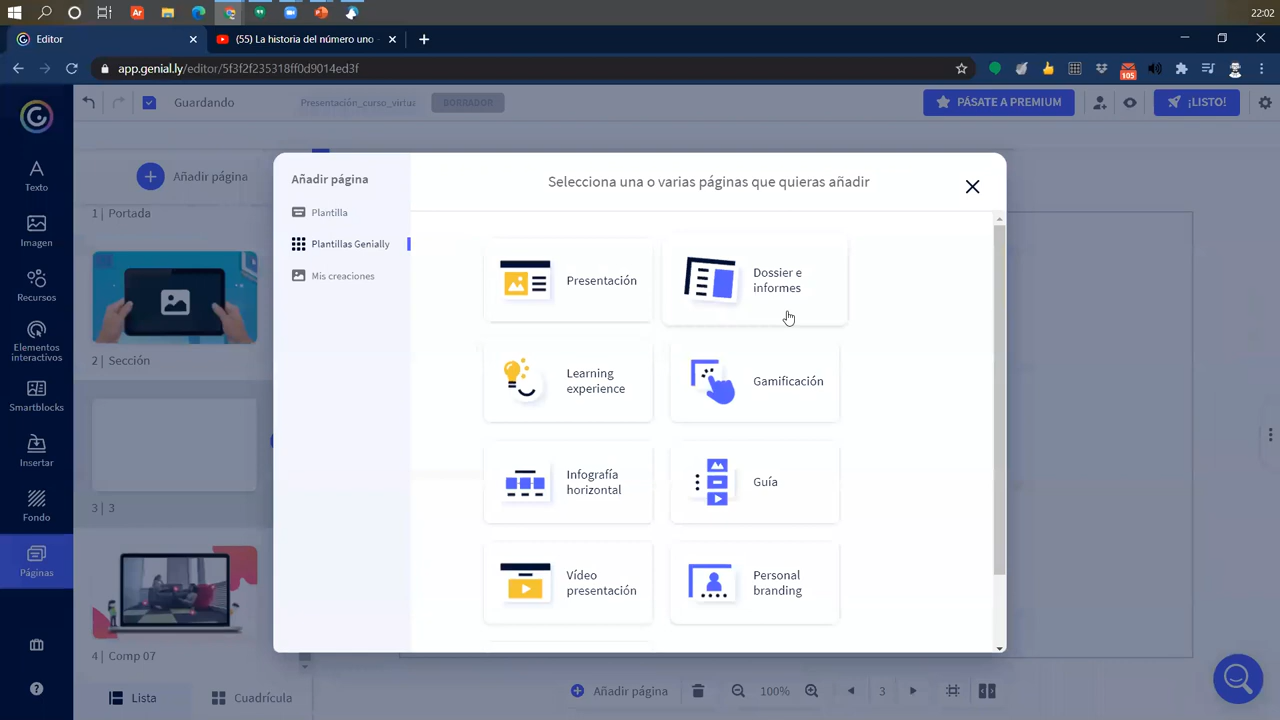 22:02
Editor
(55) La historia del número uno -
app.genial.ly/editor/5f3f2f235318ff0d9014ed3f
105
Guardando
Presentación_curso_virtua
BORRADOR
PÁSATE A PREMIUM
¡LISTO!
Texto
Imagen
Recursos
Elementos
interactivos
Smartblocks
Insertar
Fondo
Páginas
Añadir página
1 | Portada
2 | Sección
3 | 3
4 | Comp 07
Lista
Cuadrícula
Añadir página
Plantilla
Plantillas Genially
Mis creaciones
Selecciona una o varias páginas que quieras añadir
Presentación
Dossier e
informes
Learning
experience
Gamificación
Infografía
horizontal
Guía
Vídeo
presentación
Personal
branding
Añadir página
100%
3